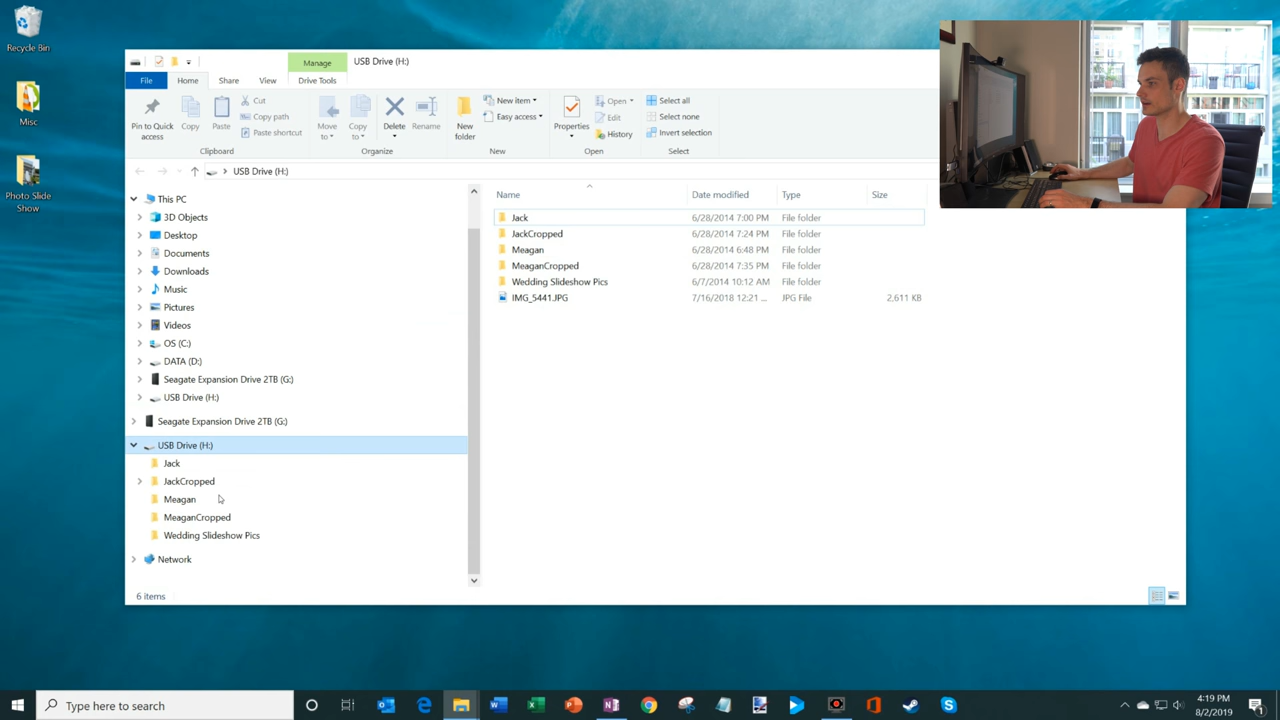 Recycle Bin
Misc
Photo Slide
Show
Manage
USB Drive (H:)
File
Home
Share
View
Drive Tools
Pin to Quick
access
Copy
Paste
Cut
Copy path
Paste shortcut
Clipboard
Move
to
Copy
to
Delete
Rename
Organize
New
folder
New item
Easy access
New
Properties
Open
Edit
History
Open
Select all
Select none
Invert selection
Select
USB Drive (H:)
This PC
3D Objects
Desktop
Documents
Downloads
Music
Pictures
Videos
OS (C:)
DATA (D:)
Seagate Expansion Drive 2TB (G:)
USB Drive (H:)
Seagate Expansion Drive 2TB (G:)
USB Drive (H:)
Jack
JackCropped
Meagan
MeaganCropped
Wedding Slideshow Pics
Network
Name Date modified Type Size
Jack 6/28/2014 7:00 PM File folder
JackCropped 6/28/2014 7:24 PM File folder
Meagan 6/28/2014 6:48 PM File folder
MeaganCropped 6/28/2014 7:35 PM File folder
Wedding Slideshow Pics 6/7/2014 10:12 AM File folder
IMG_5441.JPG 7/16/2018 12:21 ... JPG File 2,611 KB
6 items
Type here to search
4:19 PM
8/2/2019